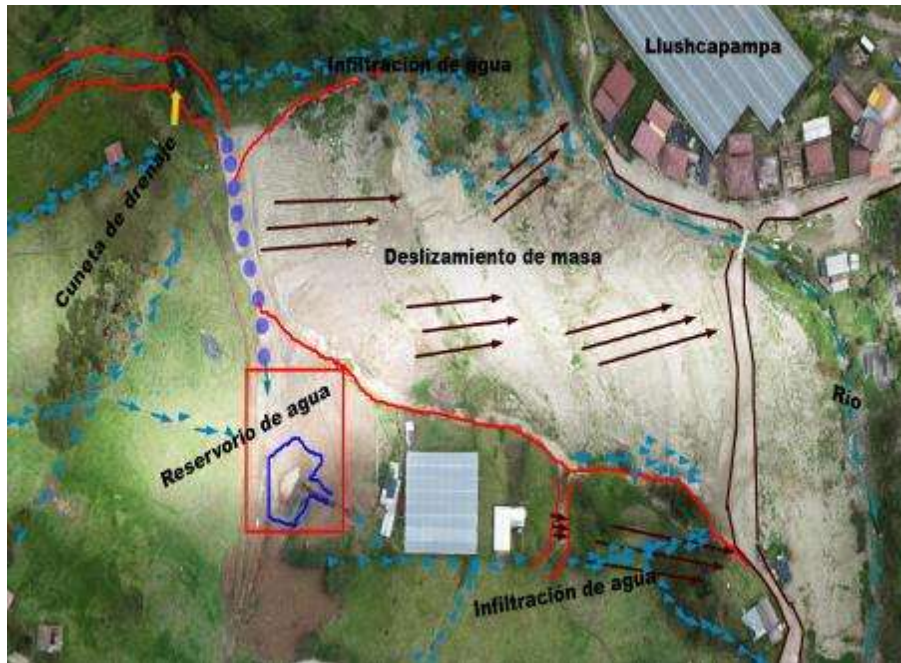 Llushcapampa
Infiltración de agua
Cuneta de drenaje
Deslizamiento de masa
Río
Reservorio de agua
Infiltración de agua